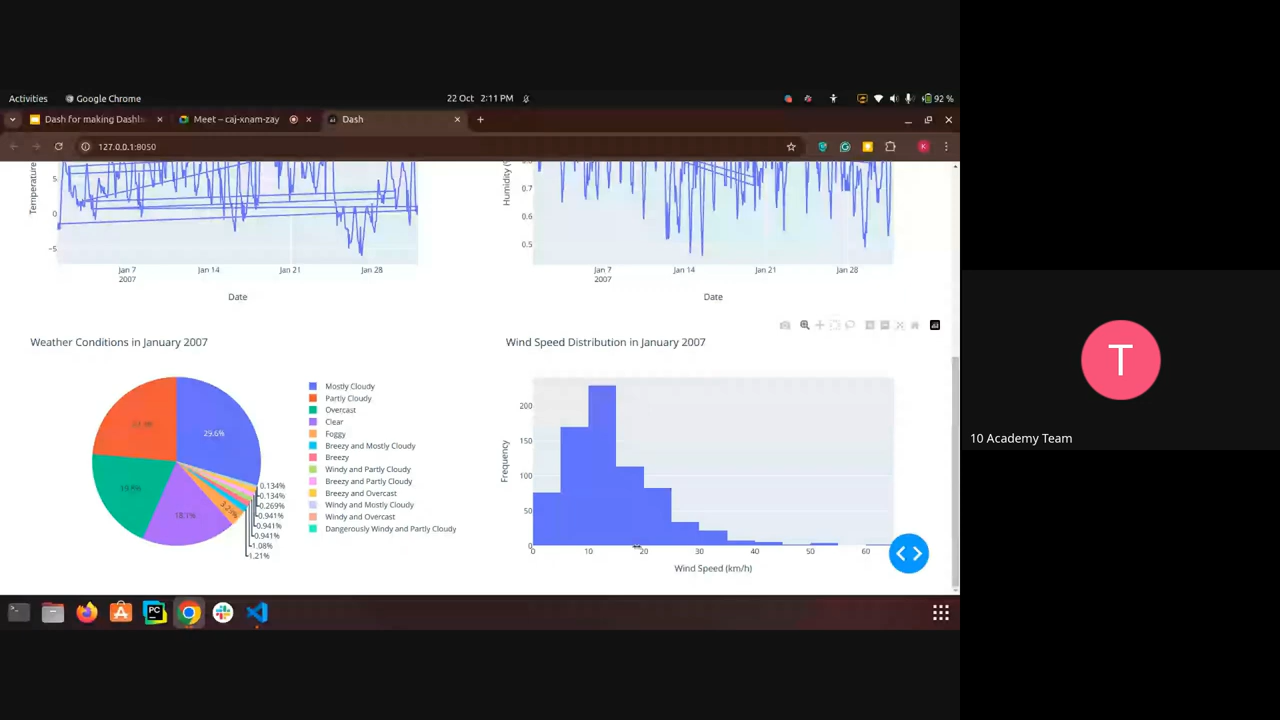 Activities
Google Chrome
22 Oct 2:11 PM
92 %
Dash for making Dashb
Meet – caj-xnam-zay
Dash
127.0.0.1:8050
Temperature
5
0
−5
Jan 7
2007
Jan 14
Jan 21
Jan 28
Date
Humidity
0.7
0.6
0.5
Jan 7
2007
Jan 14
Jan 21
Jan 28
Date
Weather Conditions in January 2007
29.6%
18.1%
0.134%
0.134%
0.269%
0.941%
0.941%
0.941%
1.08%
1.21%
Mostly Cloudy
Partly Cloudy
Overcast
Clear
Foggy
Breezy and Mostly Cloudy
Breezy
Windy and Partly Cloudy
Breezy and Partly Cloudy
Breezy and Overcast
Windy and Mostly Cloudy
Windy and Overcast
Dangerously Windy and Partly Cloudy
Wind Speed Distribution in January 2007
Frequency
200
150
100
50
0
0
10
20
30
40
50
60
Wind Speed (km/h)
PC
T
10 Academy Team